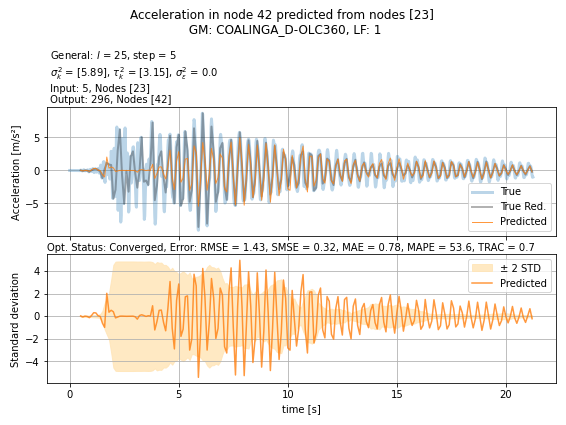 Acceleration in node 42 predicted from nodes [23]
GM: COALINGA_D-OLC360, LF: 1
General: l = 25, step = 5
σ²ₖ = [5.89], τ²ₖ = [3.15], σ²ε = 0.0
Input: 5, Nodes [23]
Output: 296, Nodes [42]
Acceleration [m/s²]
5
0
−5
True
True Red.
Predicted
Opt. Status: Converged, Error: RMSE = 1.43, SMSE = 0.32, MAE = 0.78, MAPE = 53.6, TRAC = 0.7
Standard deviation
4
2
0
−2
−4
± 2 STD
Predicted
0 5 10 15 20
time [s]